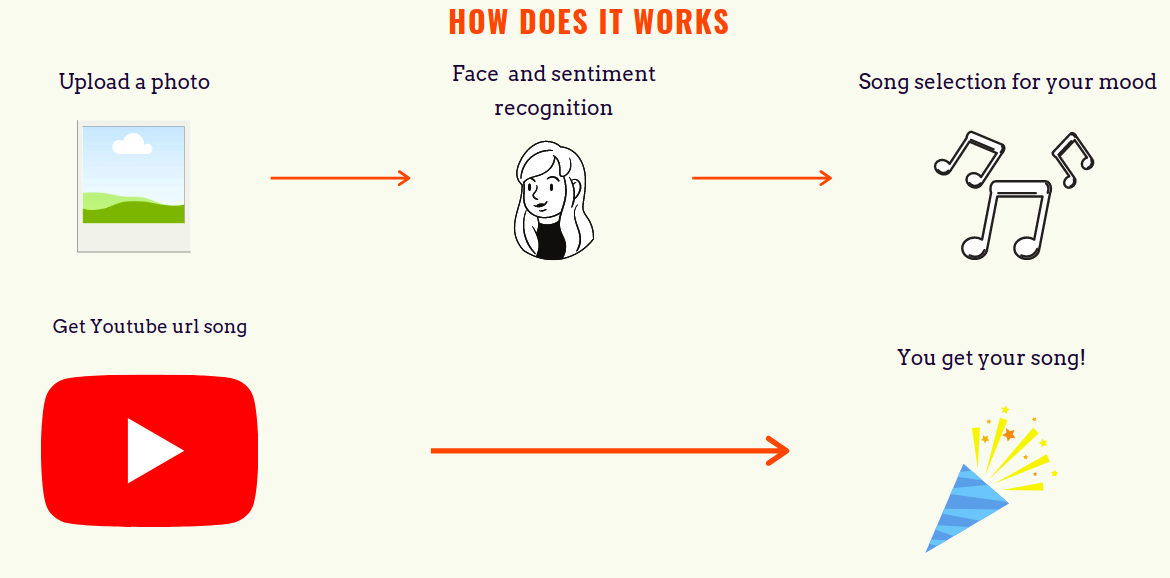 HOW DOES IT WORKS
Upload a photo
Face and sentiment
recognition
Song selection for your mood
Get Youtube url song
You get your song!